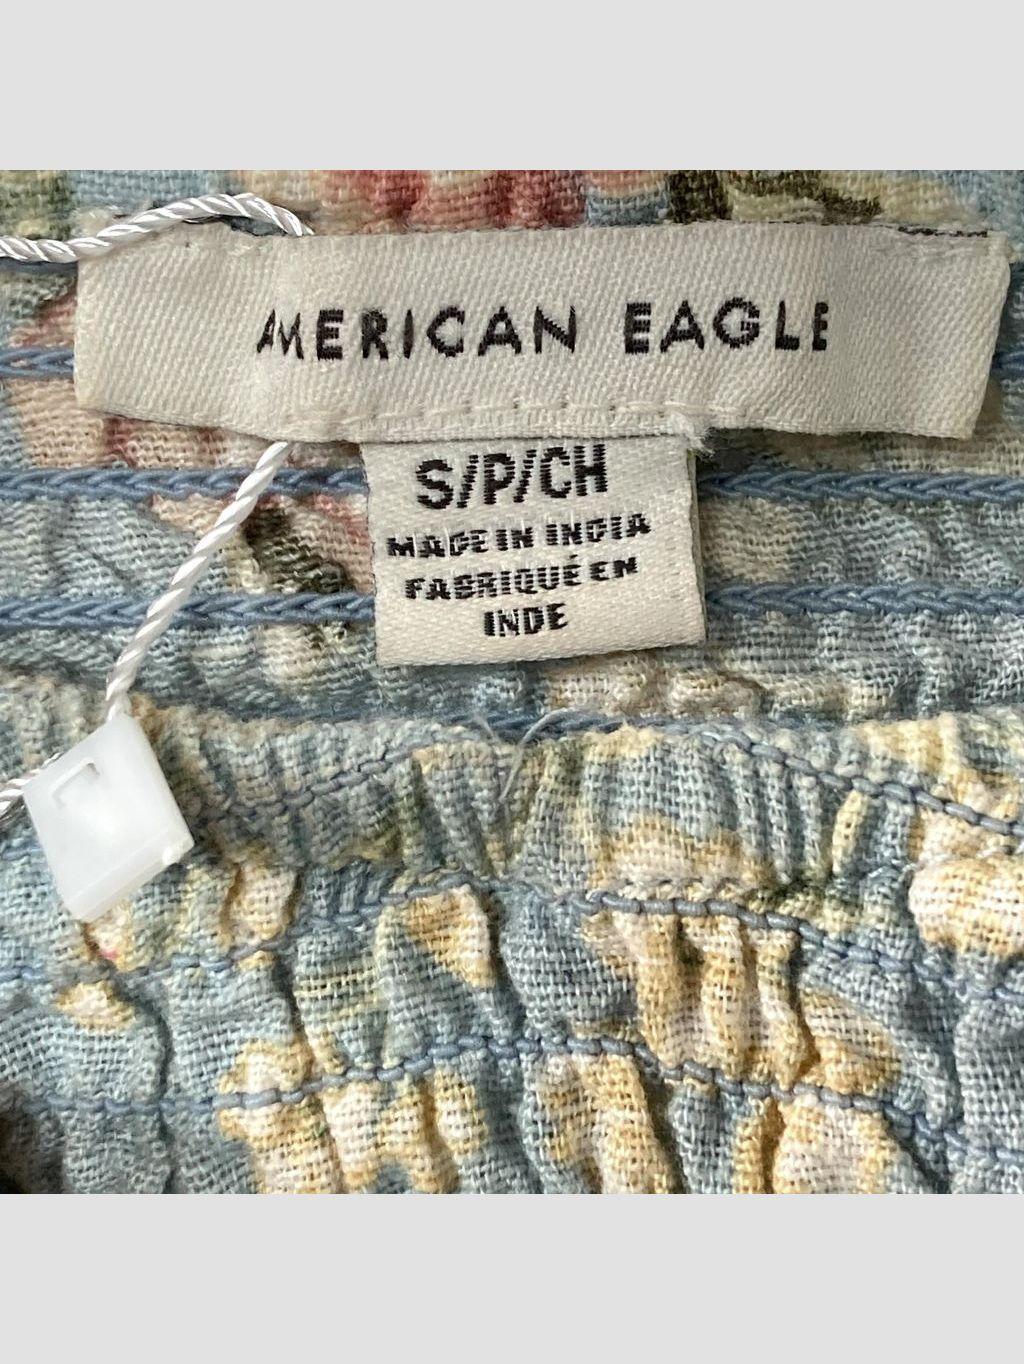 AMERICAN EAGLE
S/P/CH
MADE IN INDIA
FABRIQUÉ EN
INDE